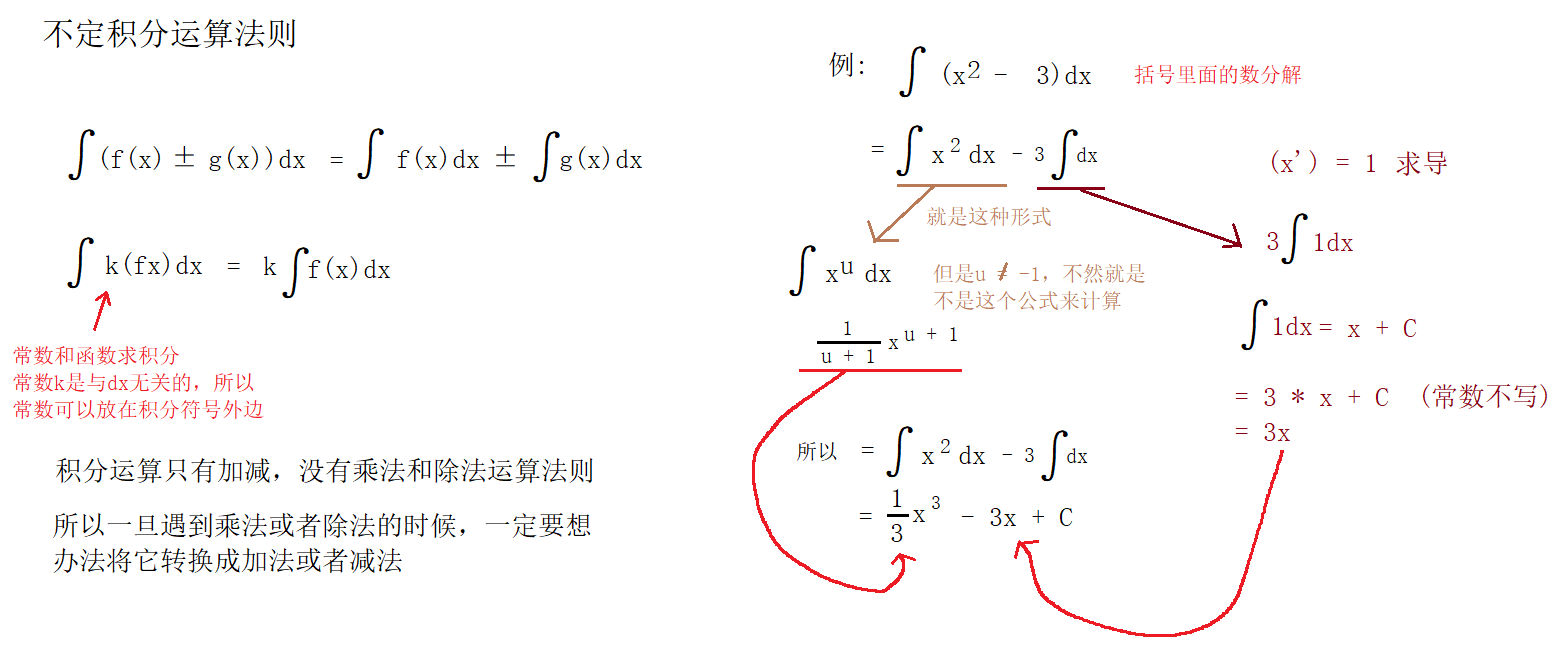 不定积分运算法则
∫(f(x) ± g(x))dx = ∫ f(x)dx ± ∫g(x)dx
∫ k(fx)dx = k ∫f(x)dx
常数和函数求积分
常数k是与dx无关的，所以
常数可以放在积分符号外边
积分运算只有加减，没有乘法和除法运算法则
所以一旦遇到乘法或者除法的时候，一定要想
办法将它转换成加法或者减法
例： ∫ (x² - 3)dx 括号里面的数分解
= ∫ x² dx - 3 ∫dx
就是这种形式
∫ xᵘ dx
但是u ≠ -1，不然就是
不是这个公式来计算
1/(u + 1) x^(u + 1)
(x') = 1 求导
3∫ 1dx
∫ 1dx = x + C
= 3 * x + C (常数不写)
= 3x
所以 = ∫ x² dx - 3 ∫dx
= 1/3 x³ - 3x + C